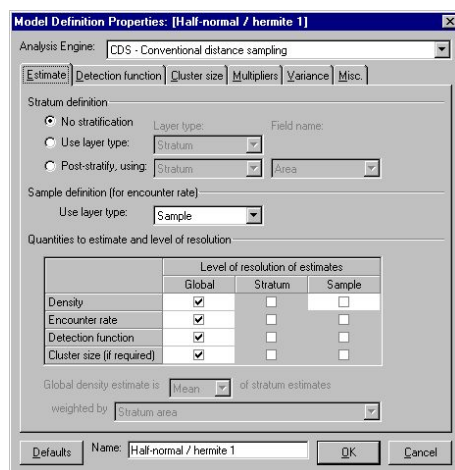 Model Definition Properties: [Half-normal / hermite 1]
Analysis Engine: CDS - Conventional distance sampling
Estimate Detection function Cluster size Multipliers Variance Misc.
Stratum definition
No stratification Layer type: Field name:
Use layer type: Stratum
Post-stratify, using: Stratum Area
Sample definition (for encounter rate)
Use layer type: Sample
Quantities to estimate and level of resolution
Level of resolution of estimates
Global Stratum Sample
Density
Encounter rate
Detection function
Cluster size (if required)
Global density estimate is Mean of stratum estimates
weighted by Stratum area
Defaults Name: Half-normal / hermite 1 OK Cancel